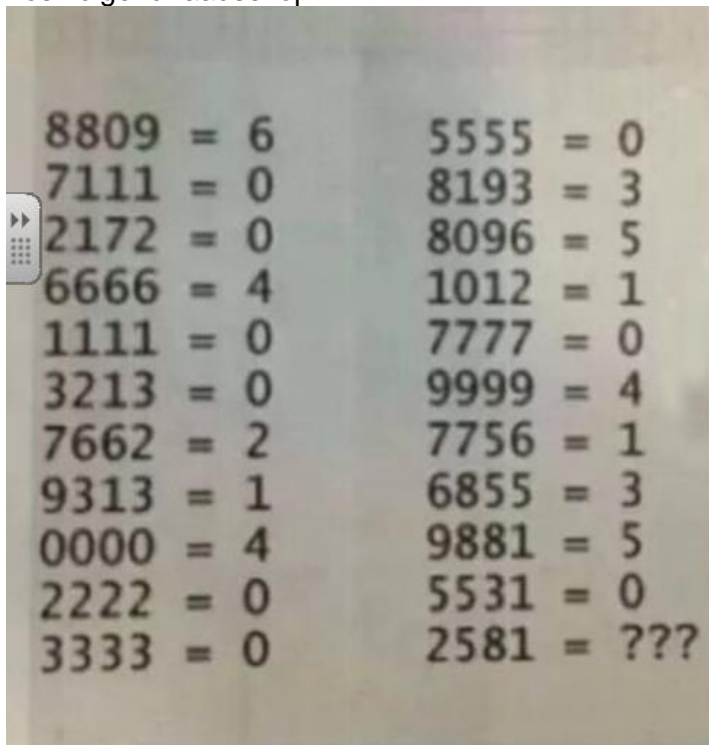 8809 = 6
7111 = 0
2172 = 0
6666 = 4
1111 = 0
3213 = 0
7662 = 2
9313 = 1
0000 = 4
2222 = 0
3333 = 0
5555 = 0
8193 = 3
8096 = 5
1012 = 1
7777 = 0
9999 = 4
7756 = 1
6855 = 3
9881 = 5
5531 = 0
2581 = ???